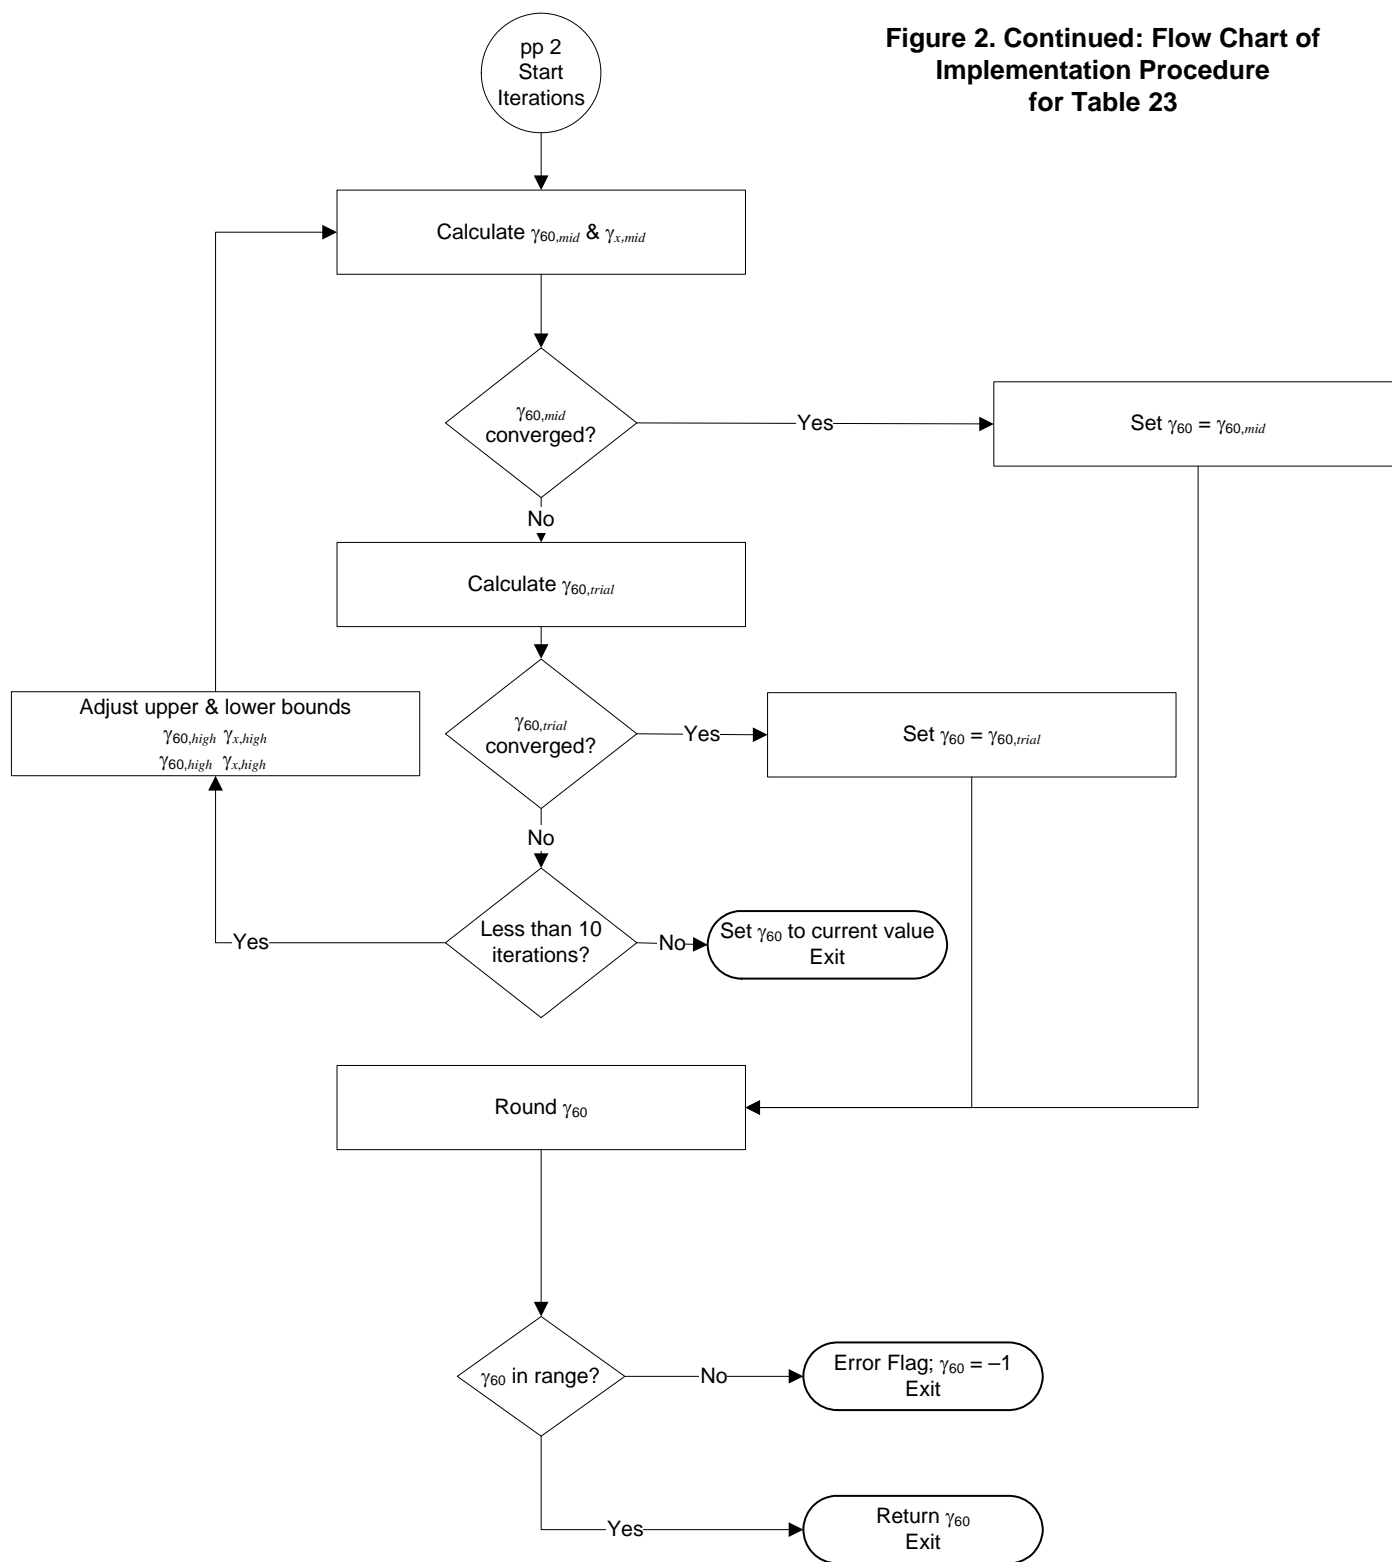 Figure 2. Continued: Flow Chart of
Implementation Procedure
for Table 23
pp 2
Start
Iterations
Calculate γ60,mid & γx,mid
γ60,mid
converged?
Yes
Set γ60 = γ60,mid
No
Calculate γ60,trial
Adjust upper & lower bounds
γ60,high γx,high
γ60,high γx,high
γ60,trial
converged?
Yes
Set γ60 = γ60,trial
No
Less than 10
iterations?
Yes
No
Set γ60 to current value
Exit
Round γ60
γ60 in range?
No
Error Flag; γ60 = –1
Exit
Yes
Return γ60
Exit